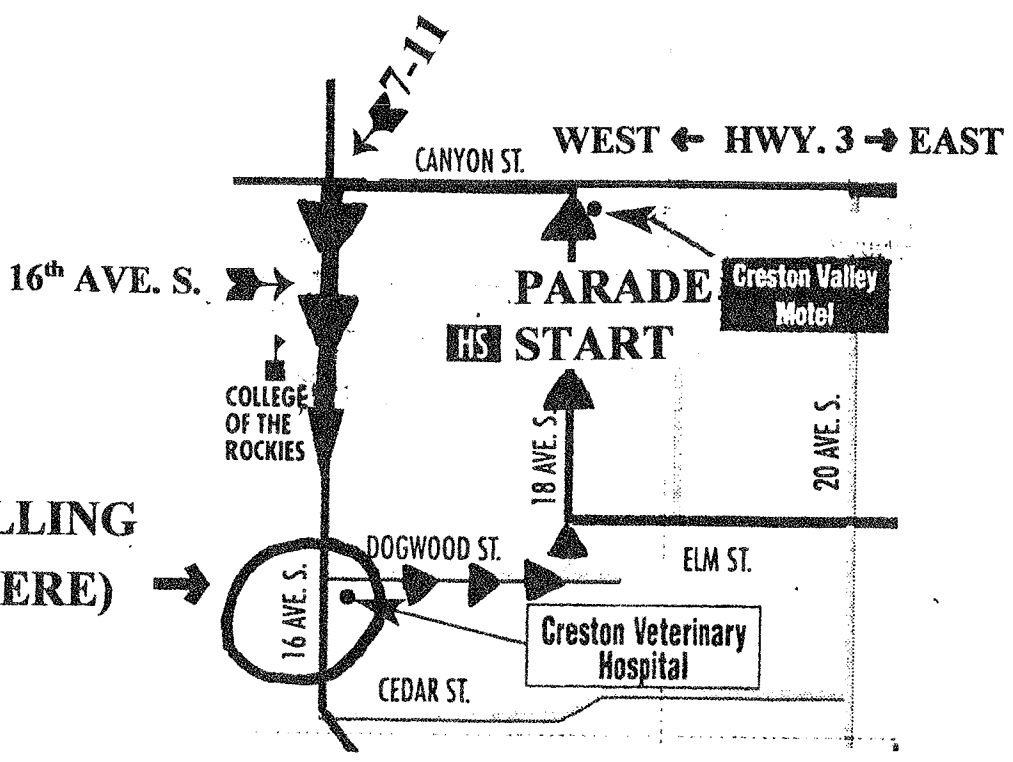 7-11
WEST ← HWY. 3 → EAST
CANYON ST.
16th AVE. S.
PARADE
START
HS
Creston Valley
Motel
COLLEGE
OF THE
ROCKIES
18 AVE. S.
20 AVE. S.
LLING
ERE)
DOGWOOD ST.
ELM ST.
16 AVE. S.
Creston Veterinary
Hospital
CEDAR ST.